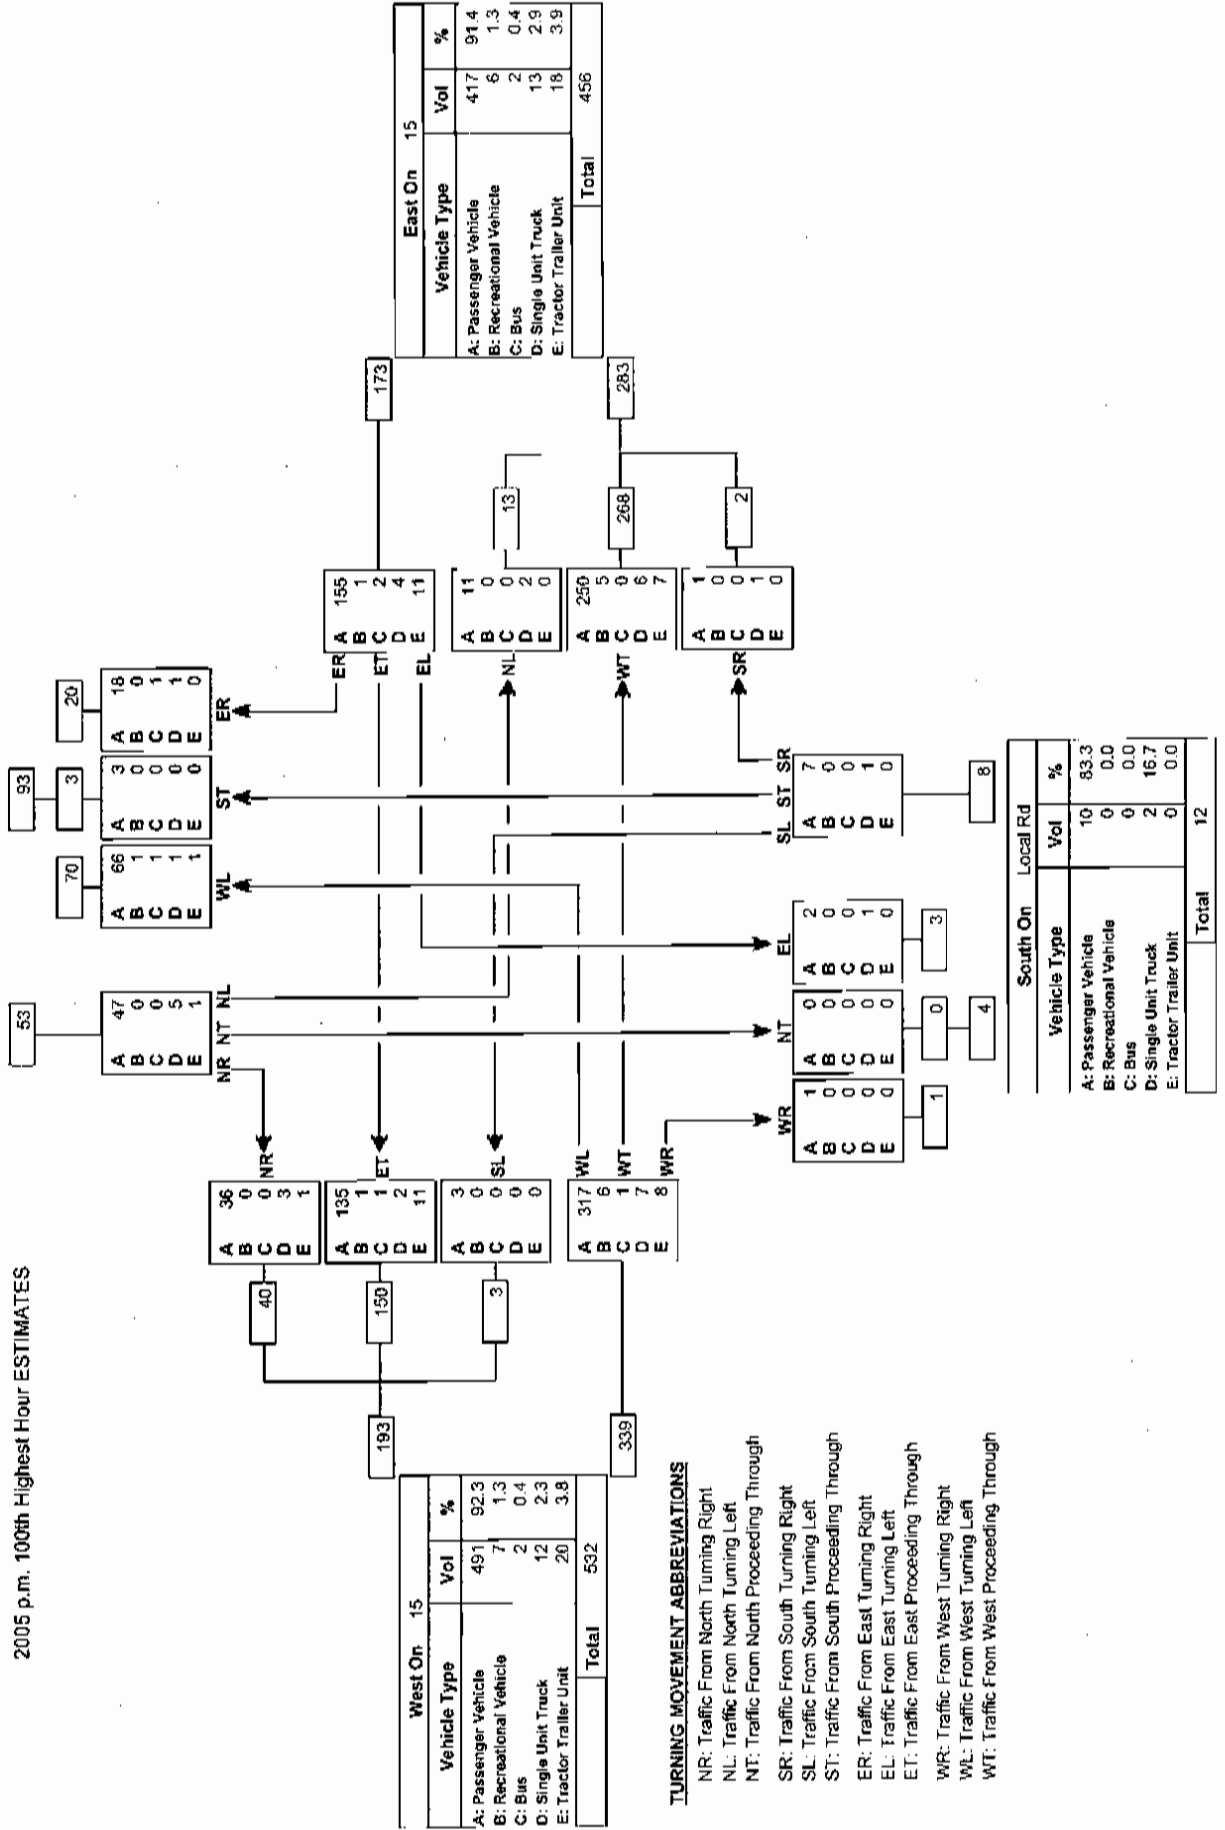 2005 p.m. 100th Highest Hour ESTIMATES
53
93
70
3
20
A 47
B 0
C 0
D 5
E 1
NR NT NL
A 66
B 1
C 1
D 1
E 1
WL
A 3
B 0
C 0
D 0
E 0
ST
A 18
B 0
C 1
D 1
E 0
ER
West On 15
Vehicle Type Vol %
A: Passenger Vehicle 491 92.3
B: Recreational Vehicle 7 1.3
C: Bus 2 0.4
D: Single Unit Truck 12 2.3
E: Tractor Trailer Unit 20 3.8
Total 532
193
339
40
150
3
A 36
B 0
C 0
D 3
E 1
NR
A 135
B 1
C 1
D 2
E 11
ET
A 3
B 0
C 0
D 0
E 0
SL
A 317
B 6
C 1
D 7
E 8
WL
WT
WR
ER
ET
EL
A 155
B 1
C 2
D 4
E 11
173
NL
A 11
B 0
C 0
D 2
E 0
13
WT
A 250
B 5
C 0
D 6
E 7
268
SR
A 1
B 0
C 0
D 1
E 0
2
283
East On 15
Vehicle Type Vol %
A: Passenger Vehicle 417 91.4
B: Recreational Vehicle 6 1.3
C: Bus 2 0.4
D: Single Unit Truck 13 2.9
E: Tractor Trailer Unit 18 3.9
Total 456
WR
A 1
B 0
C 0
D 0
E 0
1
NT
A 0
B 0
C 0
D 0
E 0
0
EL
A 2
B 0
C 0
D 1
E 0
3
4
SL ST SR
A 7
B 0
C 0
D 1
E 0
8
South On Local Rd
Vehicle Type Vol %
A: Passenger Vehicle 10 83.3
B: Recreational Vehicle 0 0.0
C: Bus 0 0.0
D: Single Unit Truck 2 16.7
E: Tractor Trailer Unit 0 0.0
Total 12
TURNING MOVEMENT ABBREVIATIONS
NR: Traffic From North Turning Right
NL: Traffic From North Turning Left
NT: Traffic From North Proceeding Through
SR: Traffic From South Turning Right
SL: Traffic From South Turning Left
ST: Traffic From South Proceeding Through
ER: Traffic From East Turning Right
EL: Traffic From East Turning Left
ET: Traffic From East Proceeding Through
WR: Traffic From West Turning Right
WL: Traffic From West Turning Left
WT: Traffic From West Proceeding Through